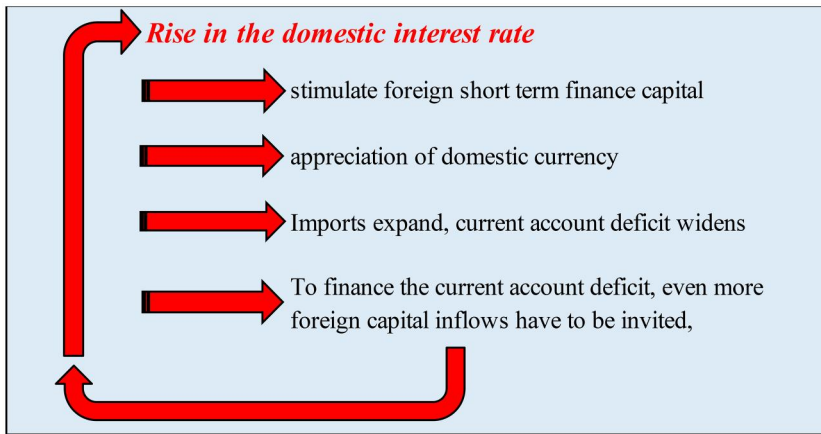 Rise in the domestic interest rate
stimulate foreign short term finance capital
appreciation of domestic currency
Imports expand, current account deficit widens
To finance the current account deficit, even more
foreign capital inflows have to be invited,